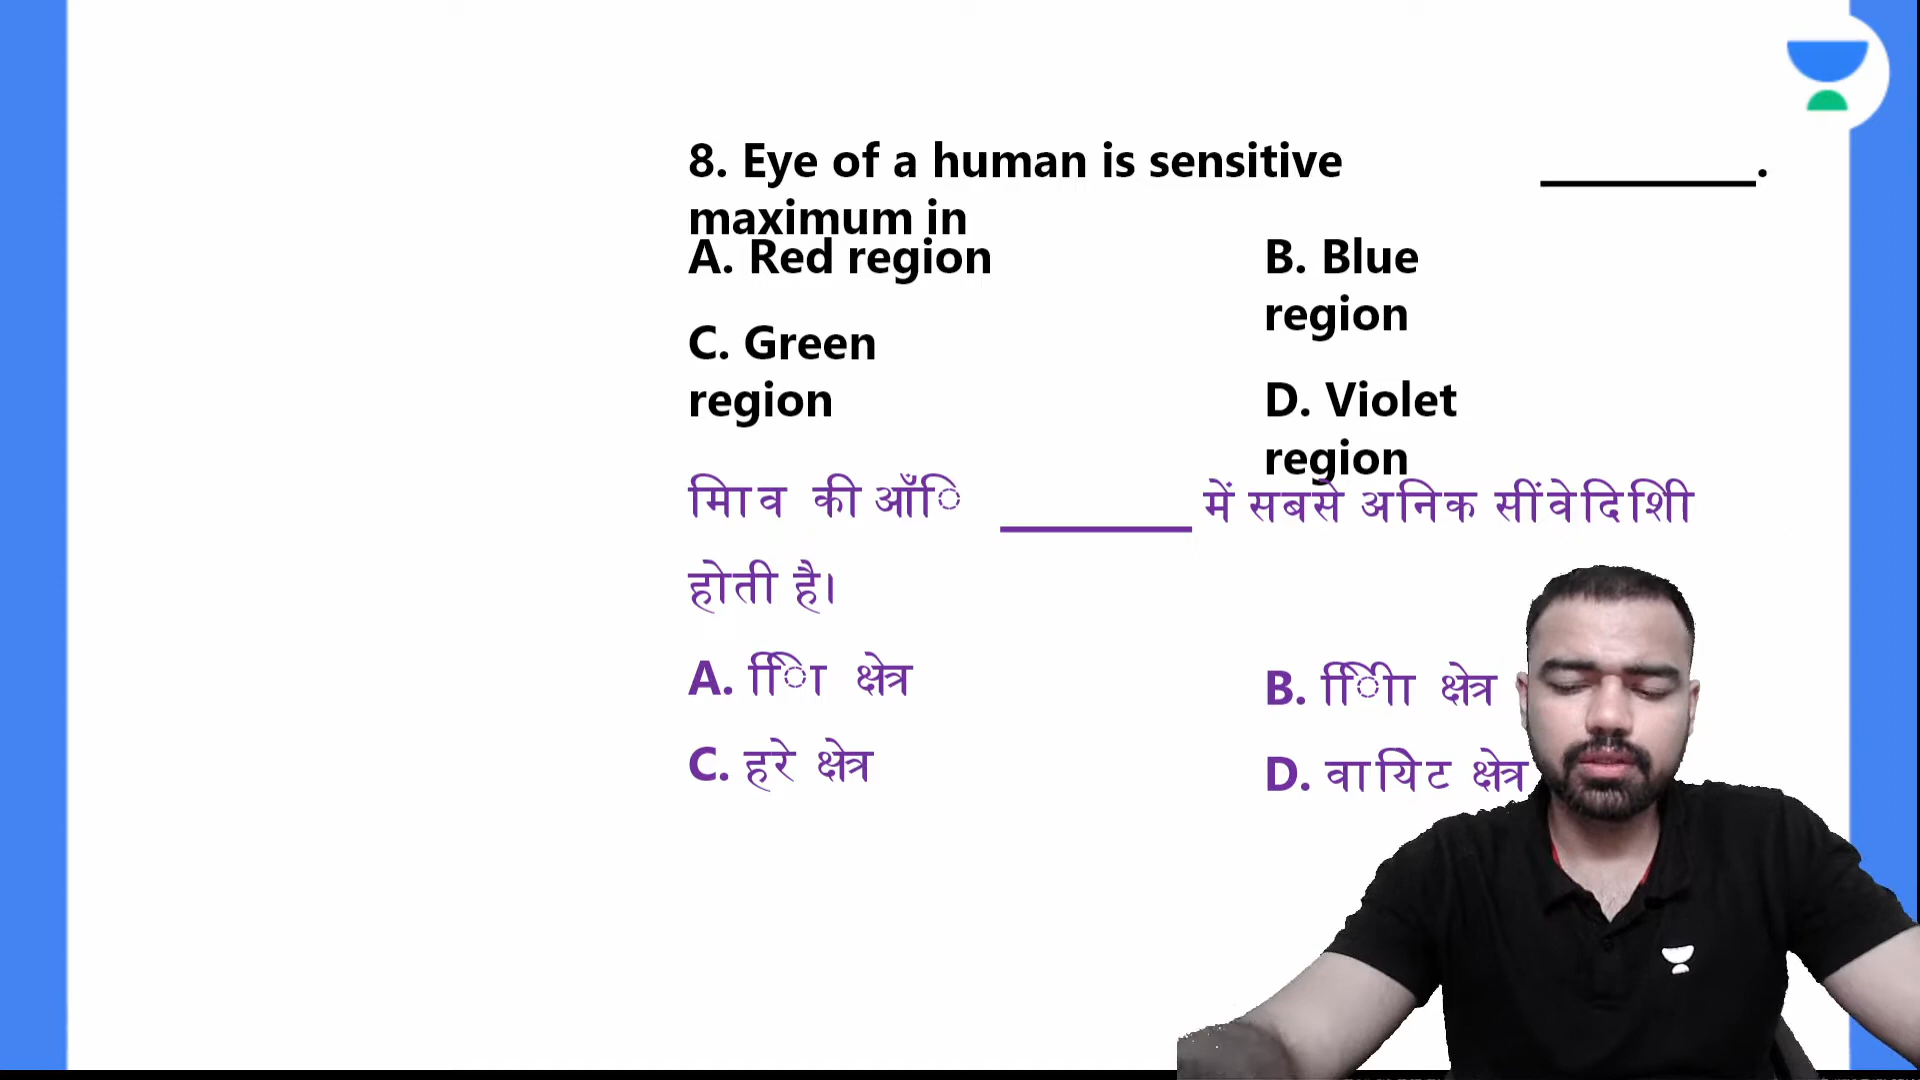 8. Eye of a human is sensitive __________.
maximum in
A. Red region
B. Blue
region
C. Green
region
D. Violet
region
मािव की आँि ________ में सबसे अनिक सींवेदिशिी
होती है।
A. क्षेत्र
B. क्षेत्र
C. हरे क्षेत्र
D. क्षेत्र